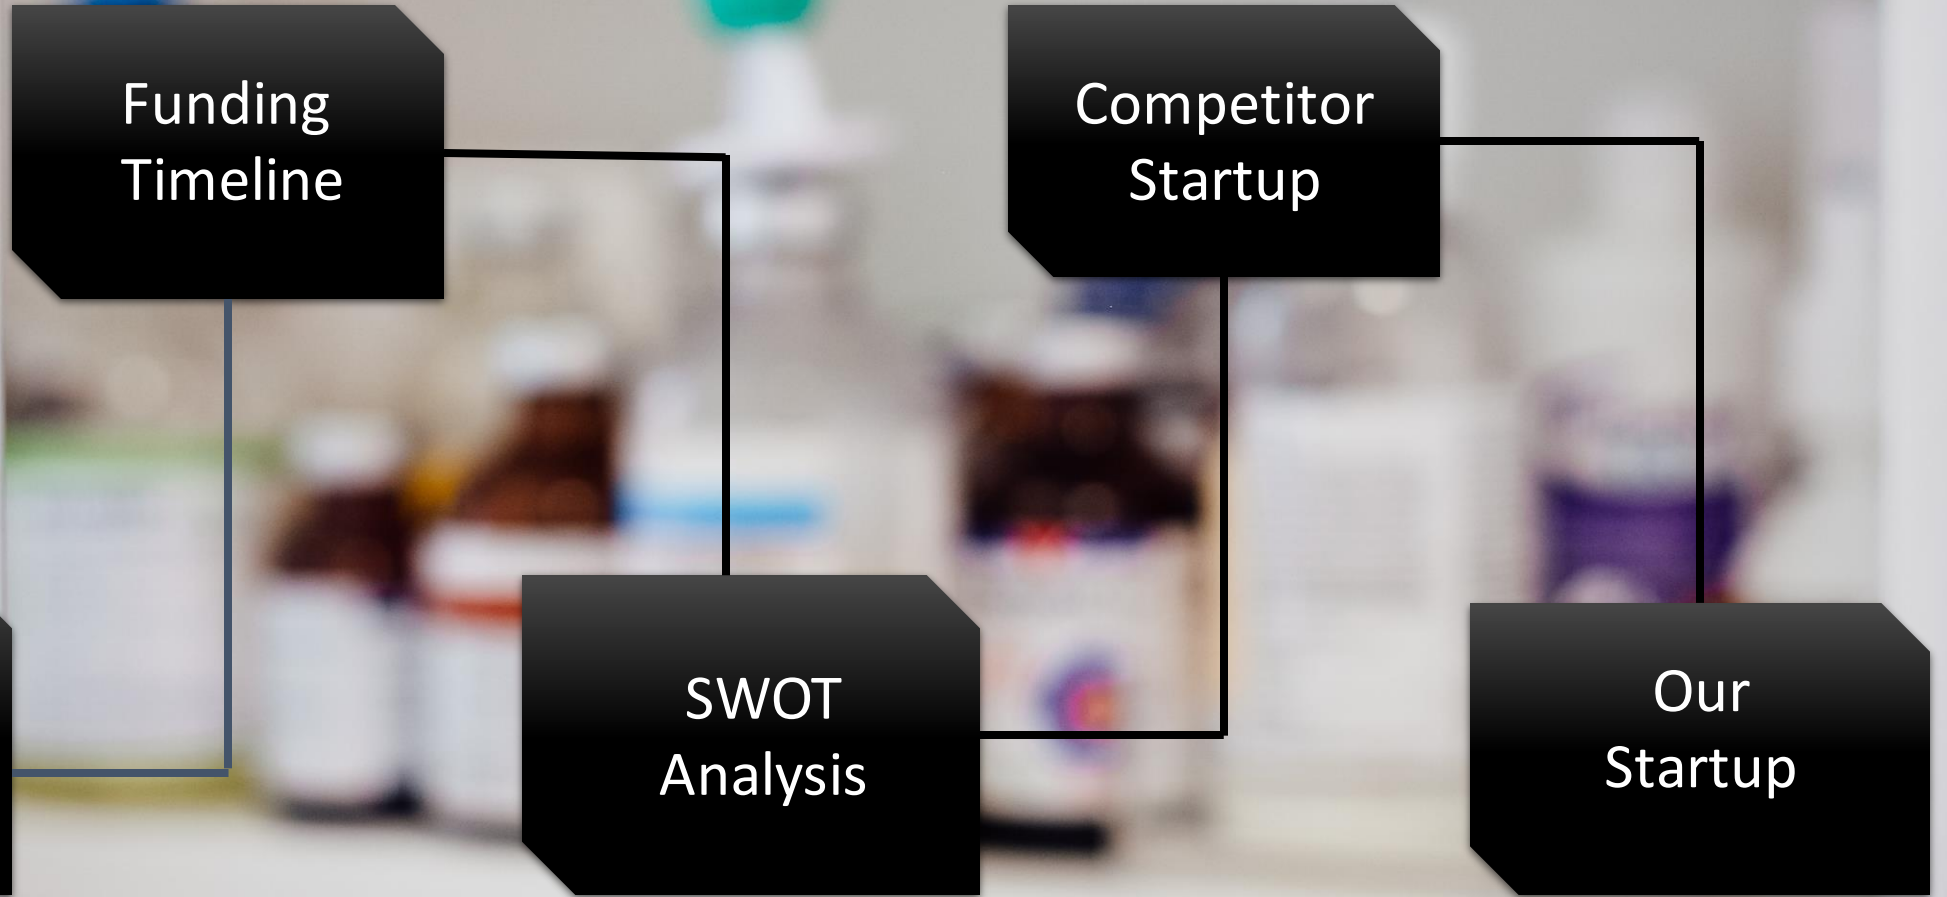 Funding
Timeline
Competitor
Startup
SWOT
Analysis
Our
Startup